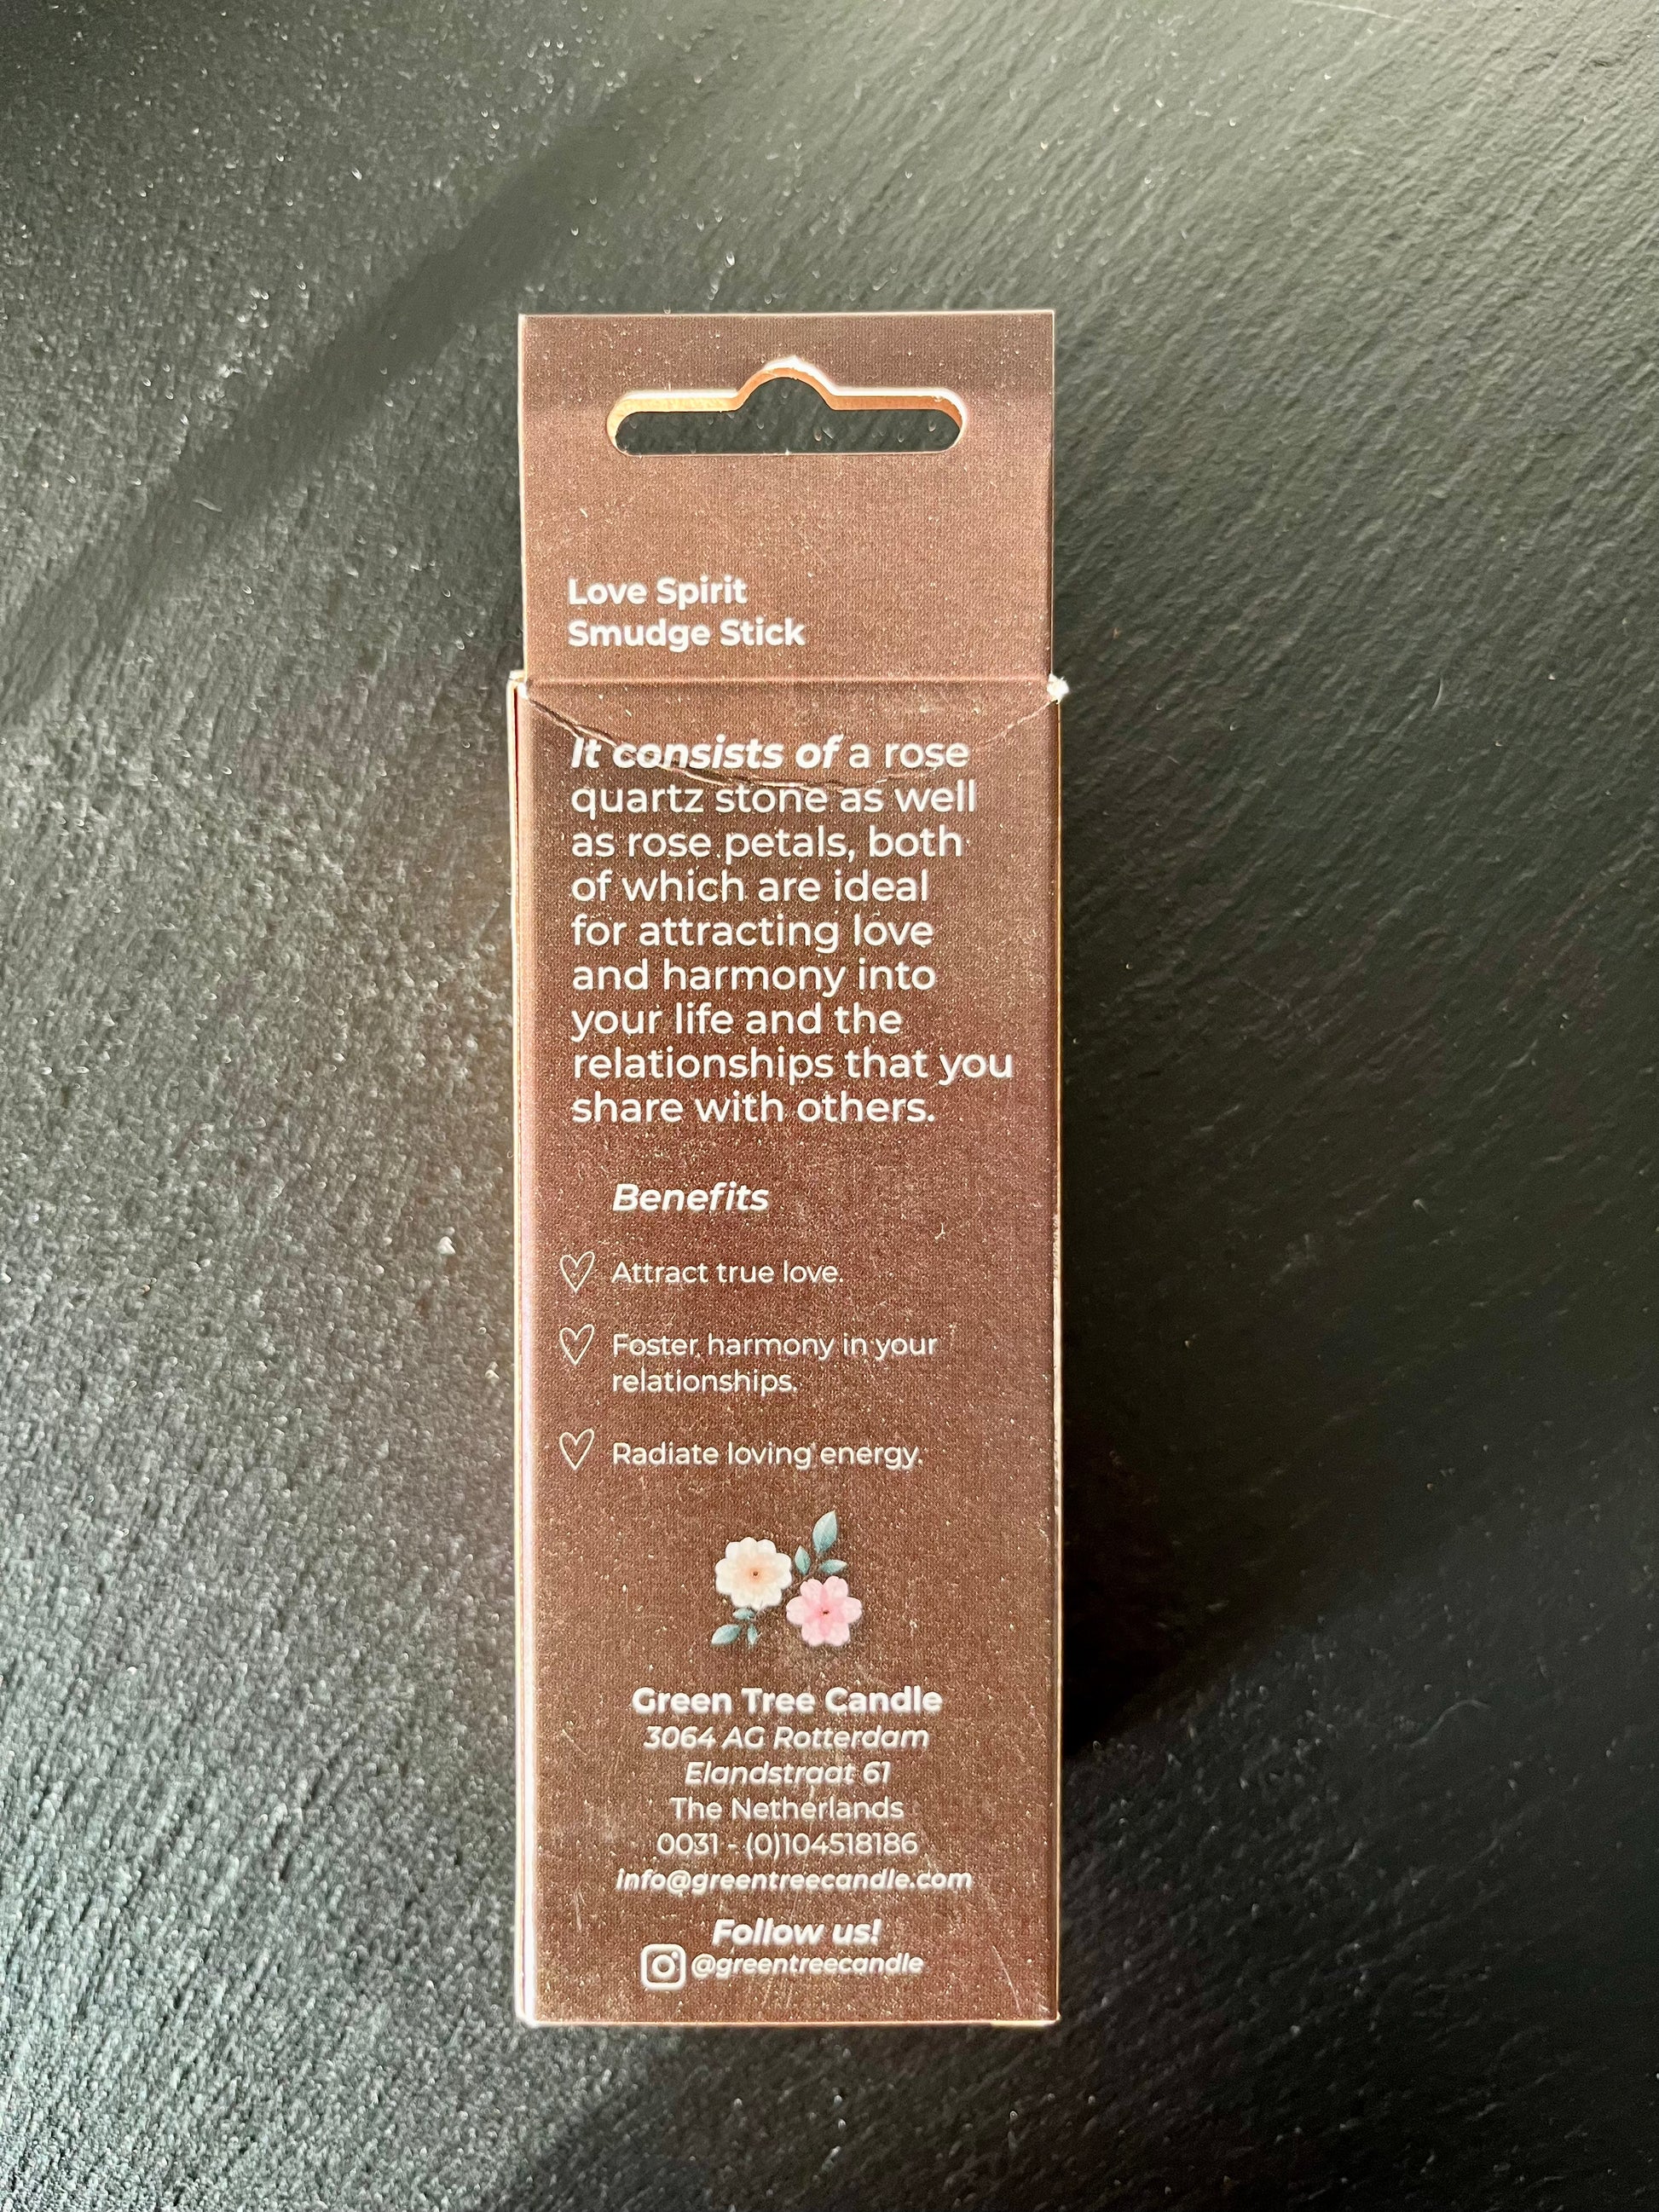 Love Spirit
Smudge Stick
It consists of a rose
quartz stone as well
as rose petals, both
of which are ideal
for attracting love
and harmony into
your life and the
relationships that you
share with others.
Benefits
Attract true love.
Foster harmony in your
relationships.
Radiate loving energy.
Green Tree Candle
3064 AG Rotterdam
Elandstraat 61
The Netherlands
0031 - (0)104518186
info@greentreecandle.com
Follow us!
@greentreecandle